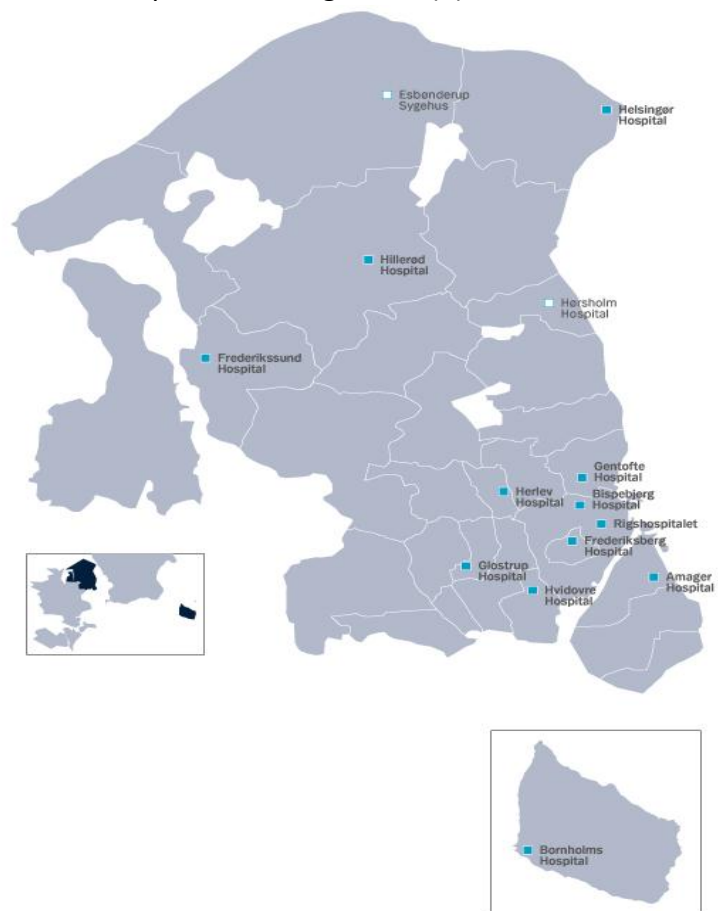 Esbønderup
Sygehus
Helsingør
Hospital
Hillerød
Hospital
Hørsholm
Hospital
Frederikssund
Hospital
Gentofte
Hospital
Herlev
Hospital
Bispebjerg
Hospital
Rigshospitalet
Frederiksberg
Hospital
Glostrup
Hospital
Amager
Hospital
Hvidovre
Hospital
Bornholms
Hospital